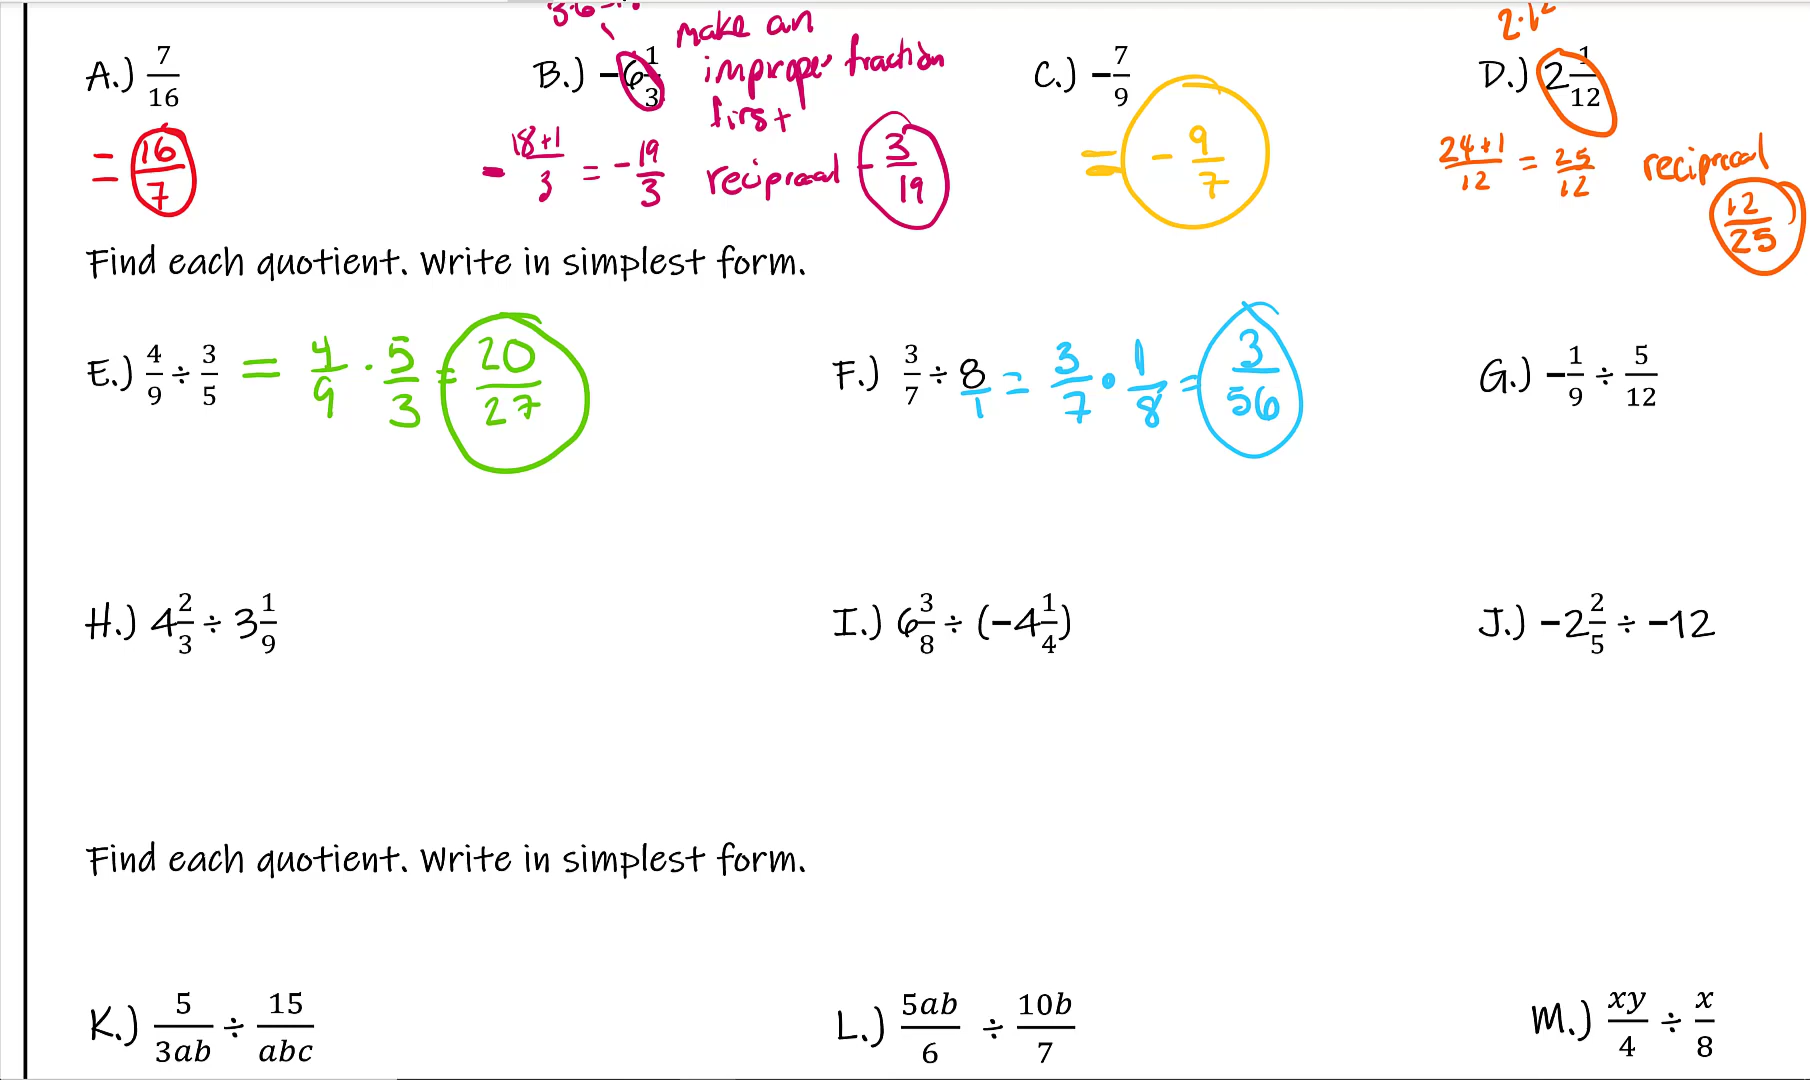 A.) 7/16 = 16/7
B.) -6 1/3 make an improper fraction first
- 18+1/3 = -19/3 reciprocal -3/19
C.) -7/9 = -9/7
D.) 2 1/12
24+1/12 = 25/12 reciprocal 12/25
Find each quotient. Write in simplest form.
E.) 4/9 ÷ 3/5 = 4/9 · 5/3 = 20/27
F.) 3/7 ÷ 8/1 = 3/7 · 1/8 = 3/56
G.) -1/9 ÷ 5/12
H.) 4 2/3 ÷ 3 1/9
I.) 6 3/8 ÷ (-4 1/4)
J.) -2 2/5 ÷ -12
Find each quotient. Write in simplest form.
K.) 5/3ab ÷ 15/abc
L.) 5ab/6 ÷ 10b/7
M.) xy/4 ÷ x/8